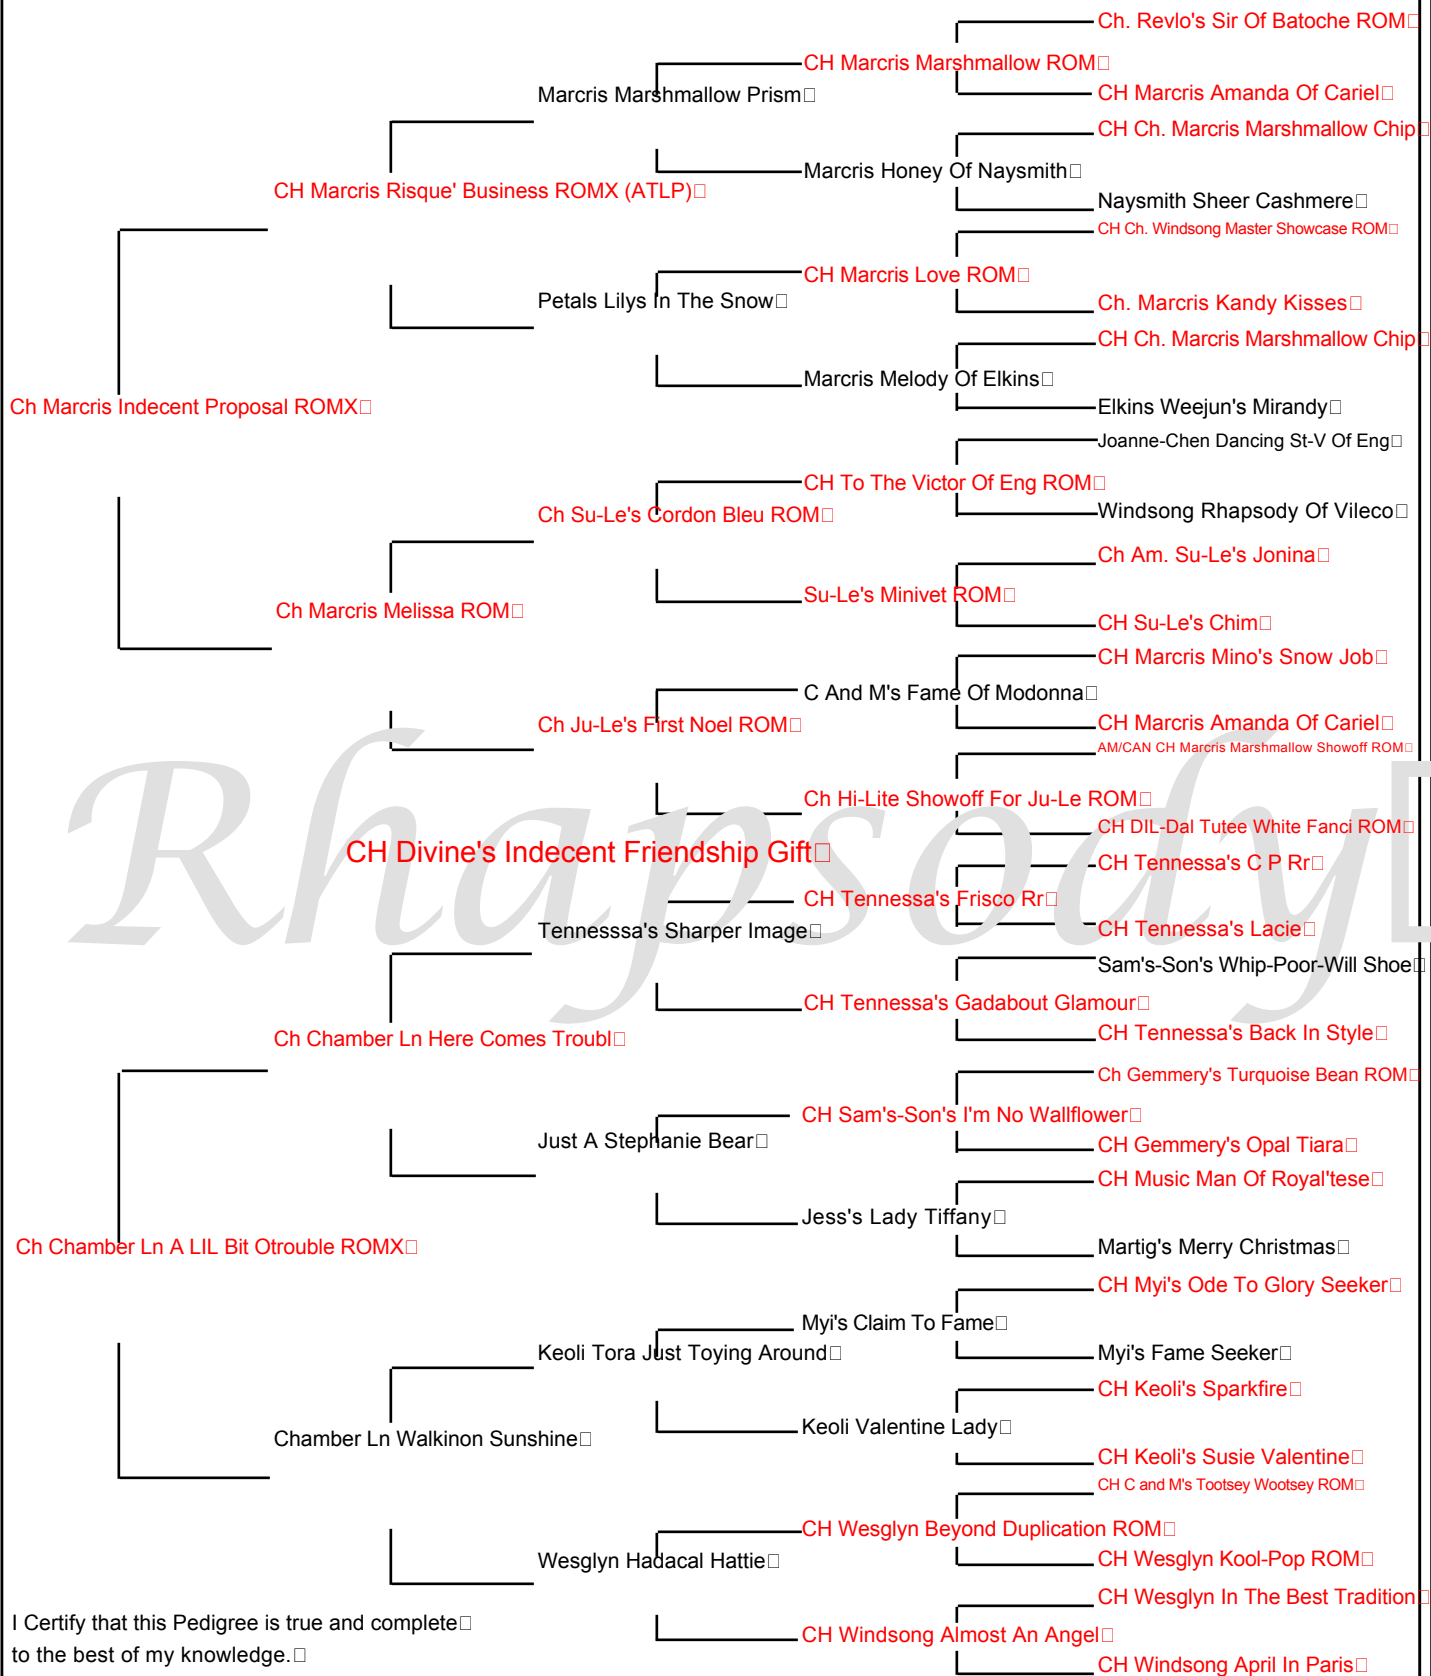 Ch. Revlo's Sir Of Batoche ROM
CH Marcris Marshmallow ROM
Marcris Marshmallow Prism
CH Marcris Amanda Of Cariel
CH Ch. Marcris Marshmallow Chip
Marcris Honey Of Naysmith
CH Marcris Risque' Business ROMX (ATLP)
Naysmith Sheer Cashmere
CH Ch. Windsong Master Showcase ROM
CH Marcris Love ROM
Petals Lilys In The Snow
Ch. Marcris Kandy Kisses
CH Ch. Marcris Marshmallow Chip
Marcris Melody Of Elkins
Ch Marcris Indecent Proposal ROMX
Elkins Weejun's Mirandy
Joanne-Chen Dancing St-V Of Eng
CH To The Victor Of Eng ROM
Ch Su-Le's Cordon Bleu ROM
Windsong Rhapsody Of Vileco
Ch Am. Su-Le's Jonina
Su-Le's Minivet ROM
Ch Marcris Melissa ROM
CH Su-Le's Chim
CH Marcris Mino's Snow Job
C And M's Fame Of Modonna
Ch Ju-Le's First Noel ROM
CH Marcris Amanda Of Cariel
AM/CAN CH Marcris Marshmallow Showoff ROM
Ch Hi-Lite Showoff For Ju-Le ROM
CH DIL-Dal Tutee White Fanci ROM
Rhapsody
CH Divine's Indecent Friendship Gift
CH Tennessa's C P Rr
CH Tennessa's Frisco Rr
Tennesssa's Sharper Image
CH Tennessa's Lacie
Sam's-Son's Whip-Poor-Will Shoe
CH Tennessa's Gadabout Glamour
Ch Chamber Ln Here Comes Troubl
CH Tennessa's Back In Style
Ch Gemmery's Turquoise Bean ROM
CH Sam's-Son's I'm No Wallflower
Just A Stephanie Bear
CH Gemmery's Opal Tiara
CH Music Man Of Royal'tese
Jess's Lady Tiffany
Ch Chamber Ln A LIL Bit Otrouble ROMX
Martig's Merry Christmas
CH Myi's Ode To Glory Seeker
Myi's Claim To Fame
Keoli Tora Just Toying Around
Myi's Fame Seeker
CH Keoli's Sparkfire
Keoli Valentine Lady
Chamber Ln Walkinon Sunshine
CH Keoli's Susie Valentine
CH C and M's Tootsey Wootsey ROM
CH Wesglyn Beyond Duplication ROM
Wesglyn Hadacal Hattie
CH Wesglyn Kool-Pop ROM
CH Wesglyn In The Best Tradition
I Certify that this Pedigree is true and complete
CH Windsong Almost An Angel
to the best of my knowledge.
CH Windsong April In Paris